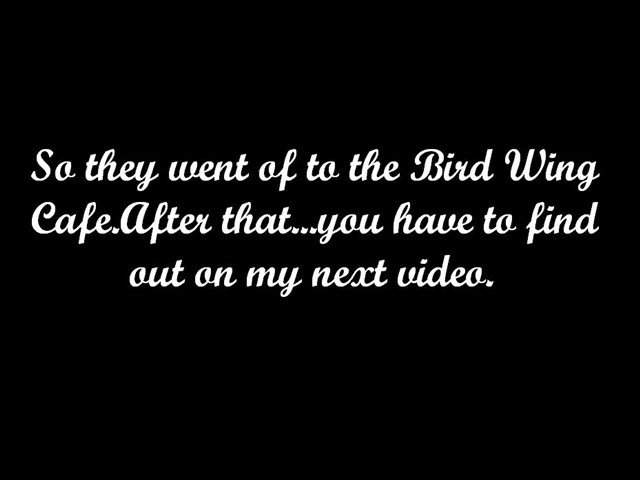 So they went of to the Bird Wing
Cafe.After that...you have to find
out on my next video.